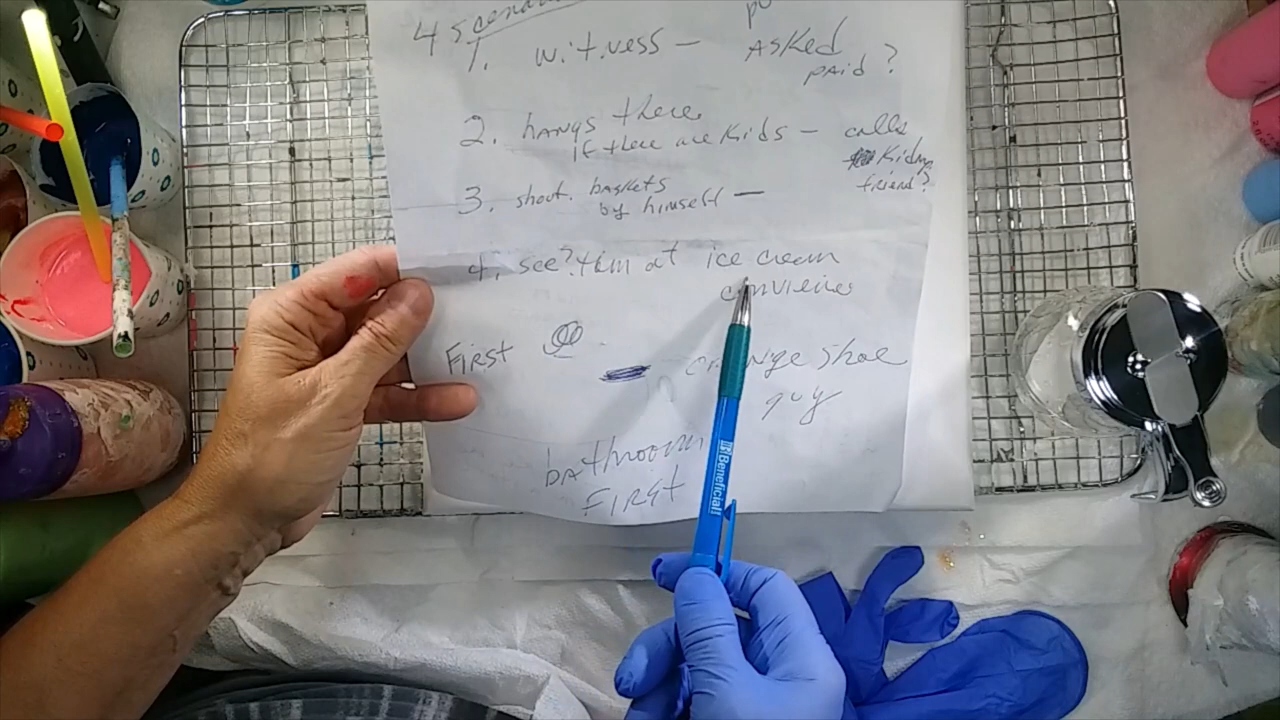 4 scenarios
1. witness – ASKED
PAID?
2. hangs there
if there are Kids – calls
Kids
friend?
3. shoot baskets
by himself –
4. see? him at ice cream
First
shoe
guy
bathroom
FIRST
Beneficial